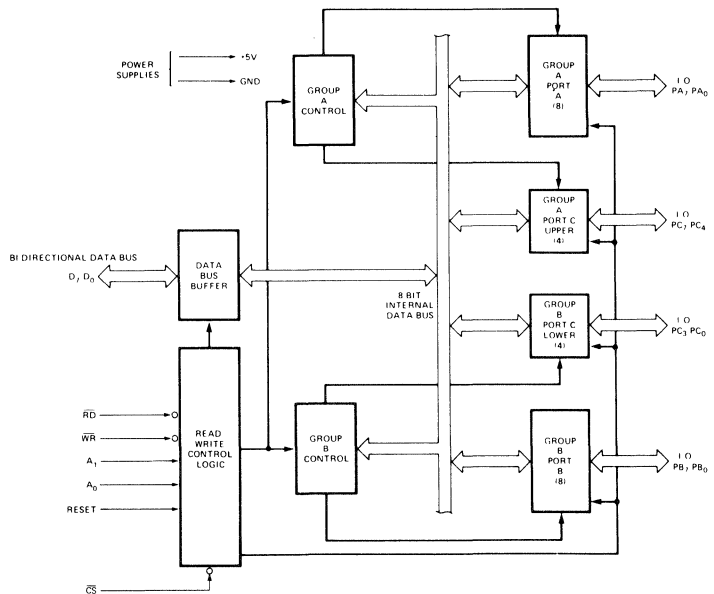 POWER
SUPPLIES
+5V
GND
GROUP
A
CONTROL
GROUP
A
PORT
A
(8)
I O
PA7 PA0
GROUP
A
PORT C
UPPER
(4)
I O
PC7 PC4
BI DIRECTIONAL DATA BUS
D7 D0
DATA
BUS
BUFFER
8 BIT
INTERNAL
DATA BUS
GROUP
B
PORT C
LOWER
(4)
I O
PC3 PC0
RD
WR
A1
A0
RESET
CS
READ
WRITE
CONTROL
LOGIC
GROUP
B
CONTROL
GROUP
B
PORT
B
(8)
I O
PB7 PB0